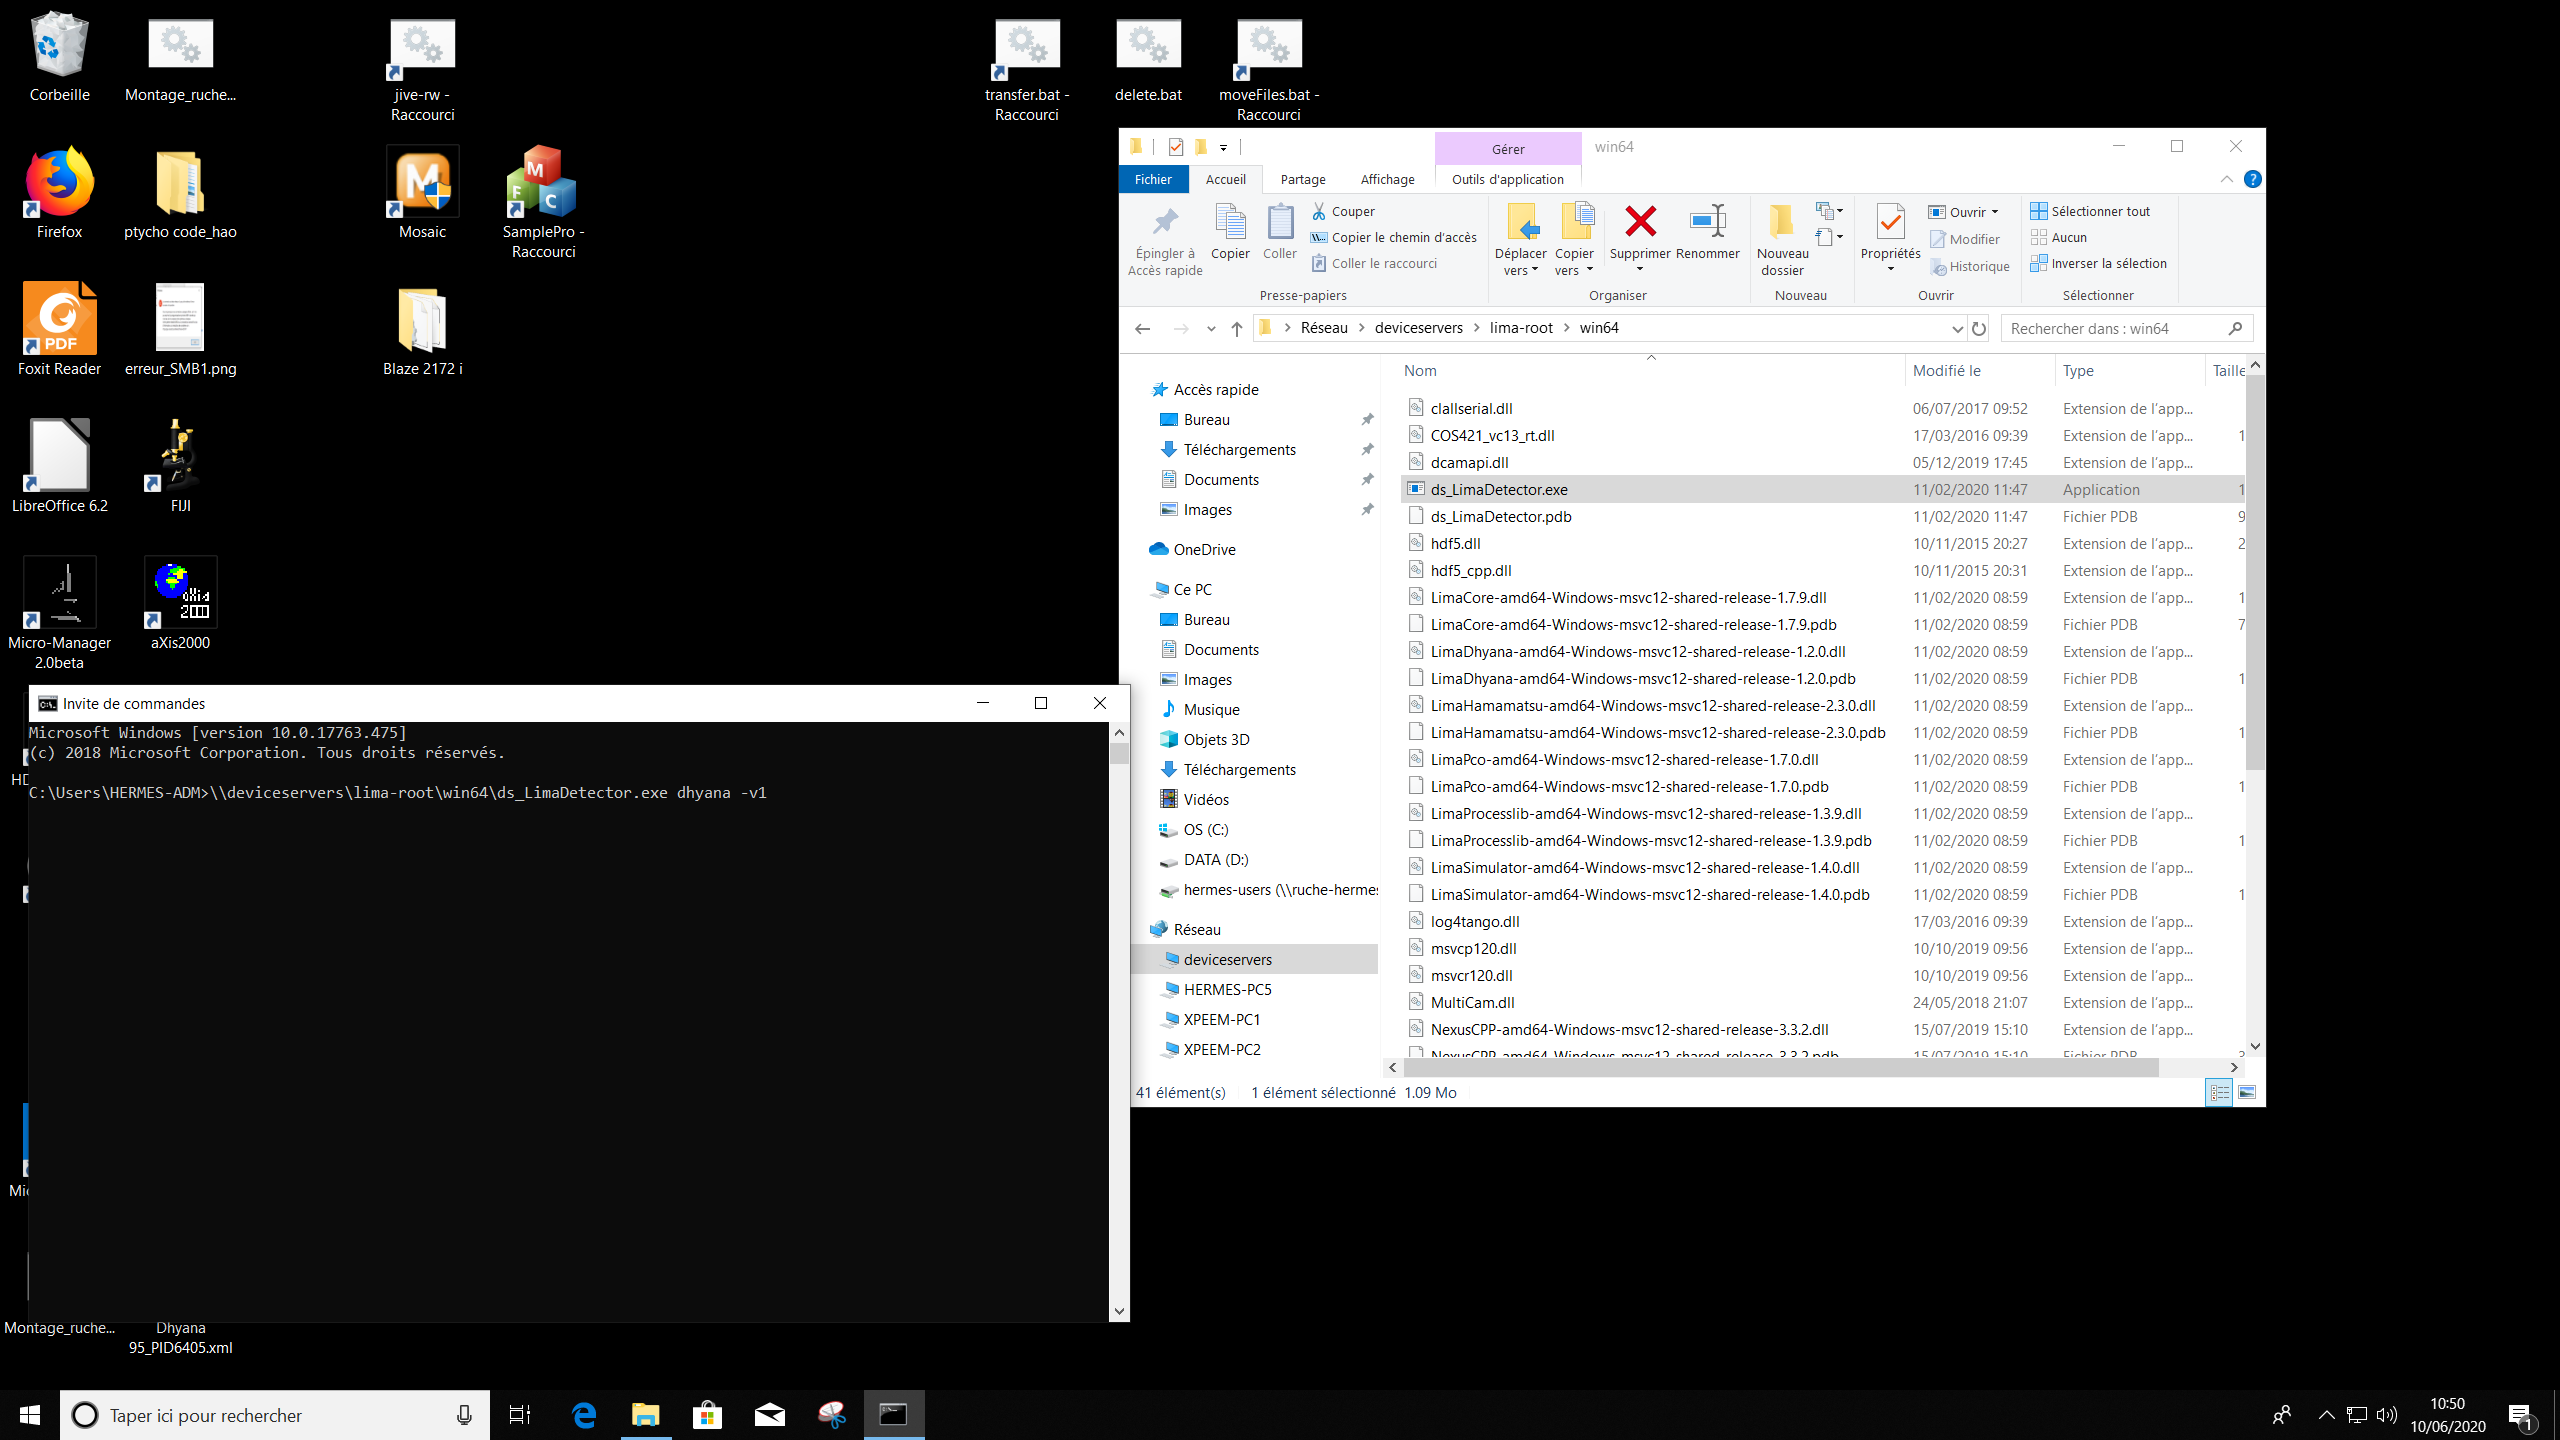 Corbeille
Montage_ruche...
jive-rw -
Raccourci
transfer.bat -
Raccourci
delete.bat
moveFiles.bat -
Raccourci
Firefox
ptycho code_hao
Mosaic
SamplePro -
Raccourci
Foxit Reader
erreur_SMB1.png
Blaze 2172 i
LibreOffice 6.2
FIJI
Micro-Manager
2.0beta
aXis2000
Montage_ruche...
Dhyana
95_PID6405.xml
Invite de commandes
Microsoft Windows [version 10.0.17763.475]
(c) 2018 Microsoft Corporation. Tous droits réservés.
C:\Users\HERMES-ADM>\\deviceservers\lima-root\win64\ds_LimaDetector.exe dhyana -v1
Gérer
win64
Fichier
Accueil
Partage
Affichage
Outils d'application
Épingler à
Accès rapide
Copier
Coller
Couper
Copier le chemin d'accès
Coller le raccourci
Presse-papiers
Déplacer
vers
Copier
vers
Supprimer
Renommer
Organiser
Nouveau
dossier
Nouveau
Propriétés
Ouvrir
Modifier
Historique
Ouvrir
Sélectionner tout
Aucun
Inverser la sélection
Sélectionner
Réseau > deviceservers > lima-root > win64
Rechercher dans : win64
Accès rapide
Bureau
Téléchargements
Documents
Images
OneDrive
Ce PC
Bureau
Documents
Images
Musique
Objets 3D
Téléchargements
Vidéos
OS (C:)
DATA (D:)
hermes-users (\\ruche-hermes
Réseau
deviceservers
HERMES-PC5
XPEEM-PC1
XPEEM-PC2
Nom Modifié le Type Taille
clallserial.dll 06/07/2017 09:52 Extension de l'app...
COS421_vc13_rt.dll 17/03/2016 09:39 Extension de l'app... 1
dcamapi.dll 05/12/2019 17:45 Extension de l'app...
ds_LimaDetector.exe 11/02/2020 11:47 Application 1
ds_LimaDetector.pdb 11/02/2020 11:47 Fichier PDB 9
hdf5.dll 10/11/2015 20:27 Extension de l'app... 2
hdf5_cpp.dll 10/11/2015 20:31 Extension de l'app...
LimaCore-amd64-Windows-msvc12-shared-release-1.7.9.dll 11/02/2020 08:59 Extension de l'app... 1
LimaCore-amd64-Windows-msvc12-shared-release-1.7.9.pdb 11/02/2020 08:59 Fichier PDB 7
LimaDhyana-amd64-Windows-msvc12-shared-release-1.2.0.dll 11/02/2020 08:59 Extension de l'app...
LimaDhyana-amd64-Windows-msvc12-shared-release-1.2.0.pdb 11/02/2020 08:59 Fichier PDB 1
LimaHamamatsu-amd64-Windows-msvc12-shared-release-2.3.0.dll 11/02/2020 08:59 Extension de l'app...
LimaHamamatsu-amd64-Windows-msvc12-shared-release-2.3.0.pdb 11/02/2020 08:59 Fichier PDB 1
LimaPco-amd64-Windows-msvc12-shared-release-1.7.0.dll 11/02/2020 08:59 Extension de l'app...
LimaPco-amd64-Windows-msvc12-shared-release-1.7.0.pdb 11/02/2020 08:59 Fichier PDB 1
LimaProcesslib-amd64-Windows-msvc12-shared-release-1.3.9.dll 11/02/2020 08:59 Extension de l'app...
LimaProcesslib-amd64-Windows-msvc12-shared-release-1.3.9.pdb 11/02/2020 08:59 Fichier PDB 1
LimaSimulator-amd64-Windows-msvc12-shared-release-1.4.0.dll 11/02/2020 08:59 Extension de l'app...
LimaSimulator-amd64-Windows-msvc12-shared-release-1.4.0.pdb 11/02/2020 08:59 Fichier PDB 1
log4tango.dll 17/03/2016 09:39 Extension de l'app...
msvcp120.dll 10/10/2019 09:56 Extension de l'app...
msvcr120.dll 10/10/2019 09:56 Extension de l'app...
MultiCam.dll 24/05/2018 21:07 Extension de l'app...
NexusCPP-amd64-Windows-msvc12-shared-release-3.3.2.dll 15/07/2019 15:10 Extension de l'app...
NexusCPP-amd64-Windows-msvc12-shared-release-3.3.2.pdb 15/07/2019 15:10 Fichier PDB
41 élément(s) 1 élément sélectionné 1.09 Mo
Taper ici pour rechercher
10:50
10/06/2020
1